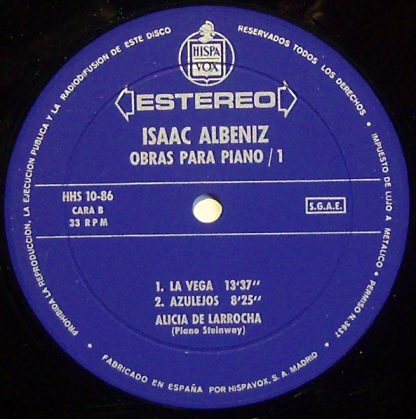 HISPA
VOX
ESTEREO
ISAAC ALBENIZ
OBRAS PARA PIANO / 1
HHS 10-86
CARA B
33 RPM
S.G.A.E.
1. LA VEGA 13'37"
2. AZULEJOS 8'25"
ALICIA DE LARROCHA
(Piano Steinway)
PROHIBIDA LA REPRODUCCION, LA EJECUCION PUBLICA Y LA RADIODIFUSION DE ESTE DISCO
RESERVADOS TODOS LOS DERECHOS • IMPUESTO DE LUJO A METALICO • PERMISO N. 3637
FABRICADO EN ESPAÑA POR HISPAVOX, S. A. MADRID